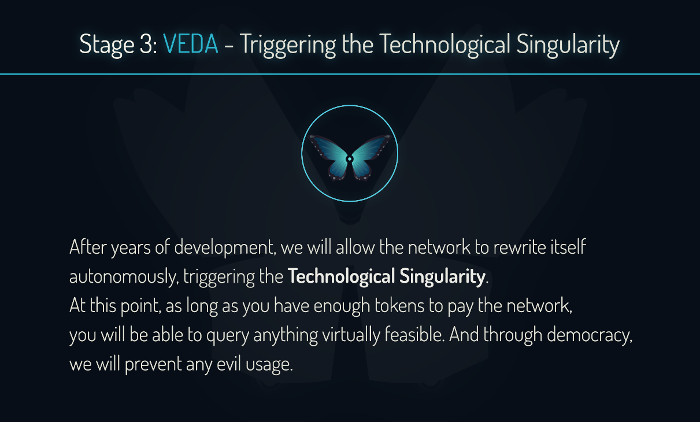 Stage 3: VEDA - Triggering the Technological Singularity
After years of development, we will allow the network to rewrite itself
autonomously, triggering the Technological Singularity.
At this point, as long as you have enough tokens to pay the network,
you will be able to query anything virtually feasible. And through democracy,
we will prevent any evil usage.